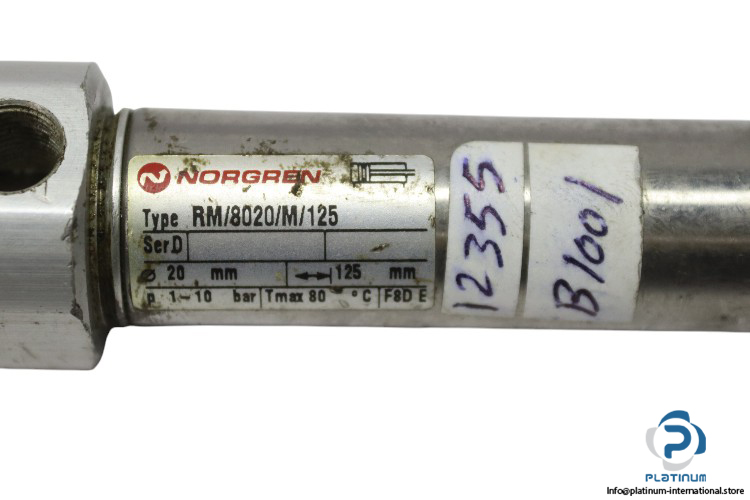 NORGREN
Type RM/8020/M/125
Ser.D
ø 20 mm 125 mm
p. 1~10 bar Tmax 80 °C F8D E
12355
B1001
PLATINUM
Info@platinum-international.store